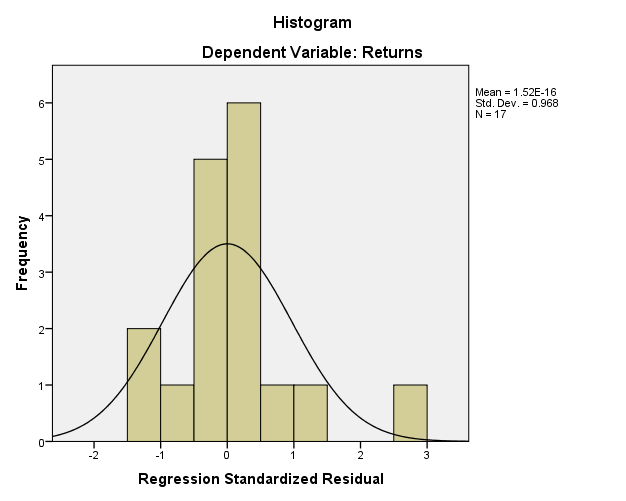 Histogram
Dependent Variable: Returns
Mean = 1.52E-16
Std. Dev. = 0.968
N = 17
Frequency
6
5
4
3
2
1
0
-2 -1 0 1 2 3
Regression Standardized Residual